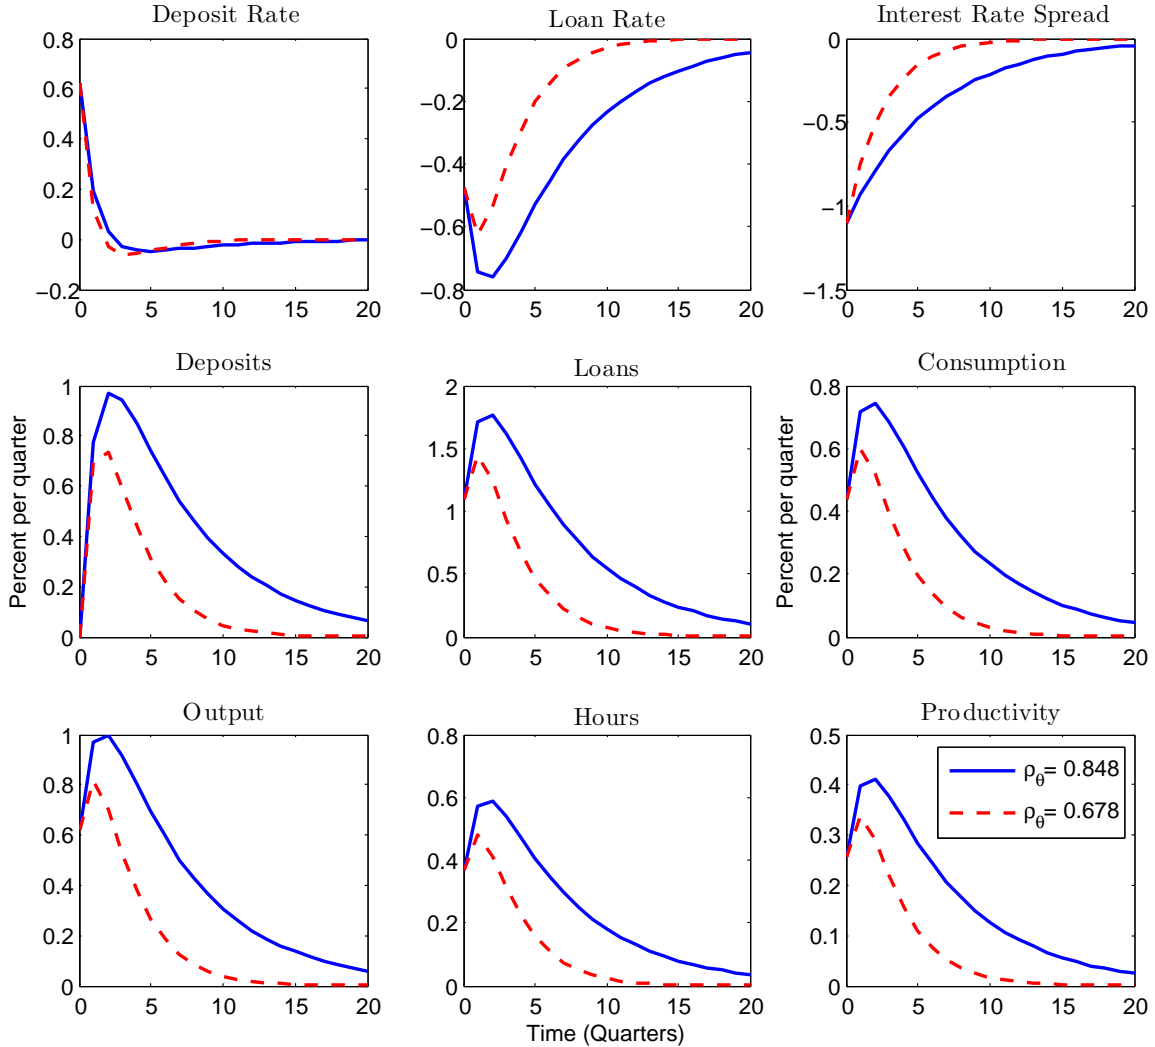 Deposit Rate
0.8
0.6
0.4
0.2
0
−0.2
0 5 10 15 20
Loan Rate
0
−0.2
−0.4
−0.6
−0.8
0 5 10 15 20
Interest Rate Spread
0
−0.5
−1
−1.5
0 5 10 15 20
Deposits
Percent per quarter
1
0.8
0.6
0.4
0.2
0
0 5 10 15 20
Loans
2
1.5
1
0.5
0
0 5 10 15 20
Consumption
Percent per quarter
0.8
0.6
0.4
0.2
0
0 5 10 15 20
Output
1
0.8
0.6
0.4
0.2
0
0 5 10 15 20
Hours
0.8
0.6
0.4
0.2
0
0 5 10 15 20
Time (Quarters)
Productivity
0.5
0.4
0.3
0.2
0.1
0
0 5 10 15 20
ρθ= 0.848
ρθ= 0.678